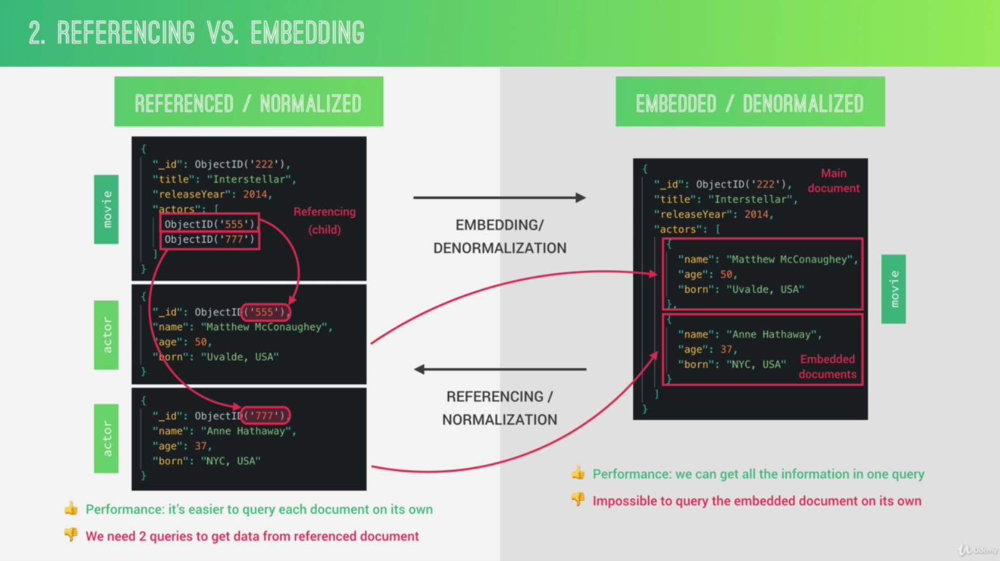 2. REFERENCING VS. EMBEDDING
REFERENCED / NORMALIZED
movie
{
"_id": ObjectID('222'),
"title": "Interstellar",
"releaseYear": 2014,
"actors": [
ObjectID('555'),
ObjectID('777')
]
}
Referencing
(child)
actor
{
"_id": ObjectID('555'),
"name": "Matthew McConaughey",
"age": 50,
"born": "Uvalde, USA"
}
actor
{
"_id": ObjectID('777'),
"name": "Anne Hathaway",
"age": 37,
"born": "NYC, USA"
}
👍 Performance: it's easier to query each document on its own
👎 We need 2 queries to get data from referenced document
EMBEDDING/
DENORMALIZATION
REFERENCING /
NORMALIZATION
EMBEDDED / DENORMALIZED
{
"_id": ObjectID('222'),
"title": "Interstellar",
"releaseYear": 2014,
"actors": [
{
"name": "Matthew McConaughey",
"age": 50,
"born": "Uvalde, USA"
},
{
"name": "Anne Hathaway",
"age": 37,
"born": "NYC, USA"
}
]
}
Main
document
Embedded
documents
movie
👍 Performance: we can get all the information in one query
👎 Impossible to query the embedded document on its own
Udemy